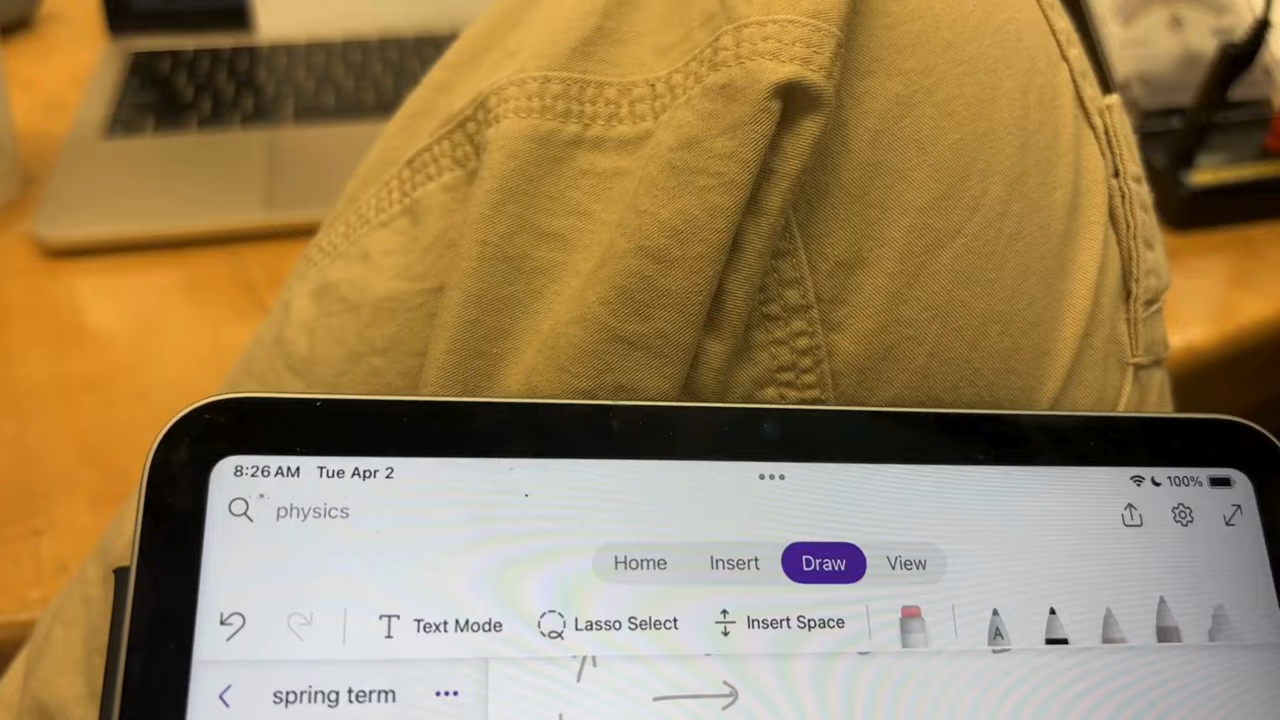 8:26 AM Tue Apr 2 100%
physics
Home Insert Draw View
Text Mode Lasso Select Insert Space A
spring term